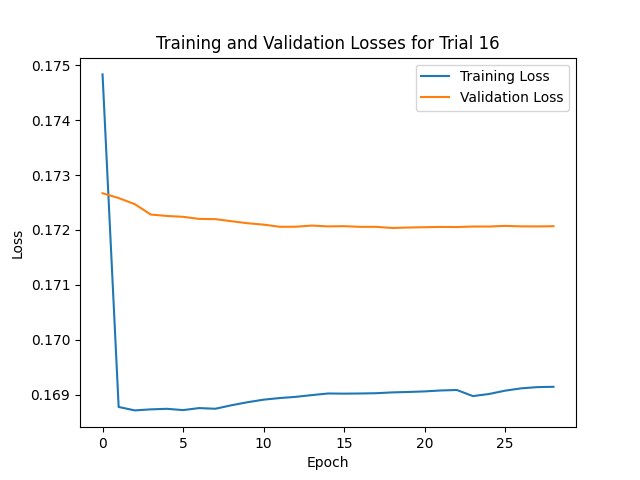 Training and Validation Losses for Trial 16
Training Loss
Validation Loss
0.175
0.174
0.173
0.172
0.171
0.170
0.169
Loss
0 5 10 15 20 25
Epoch